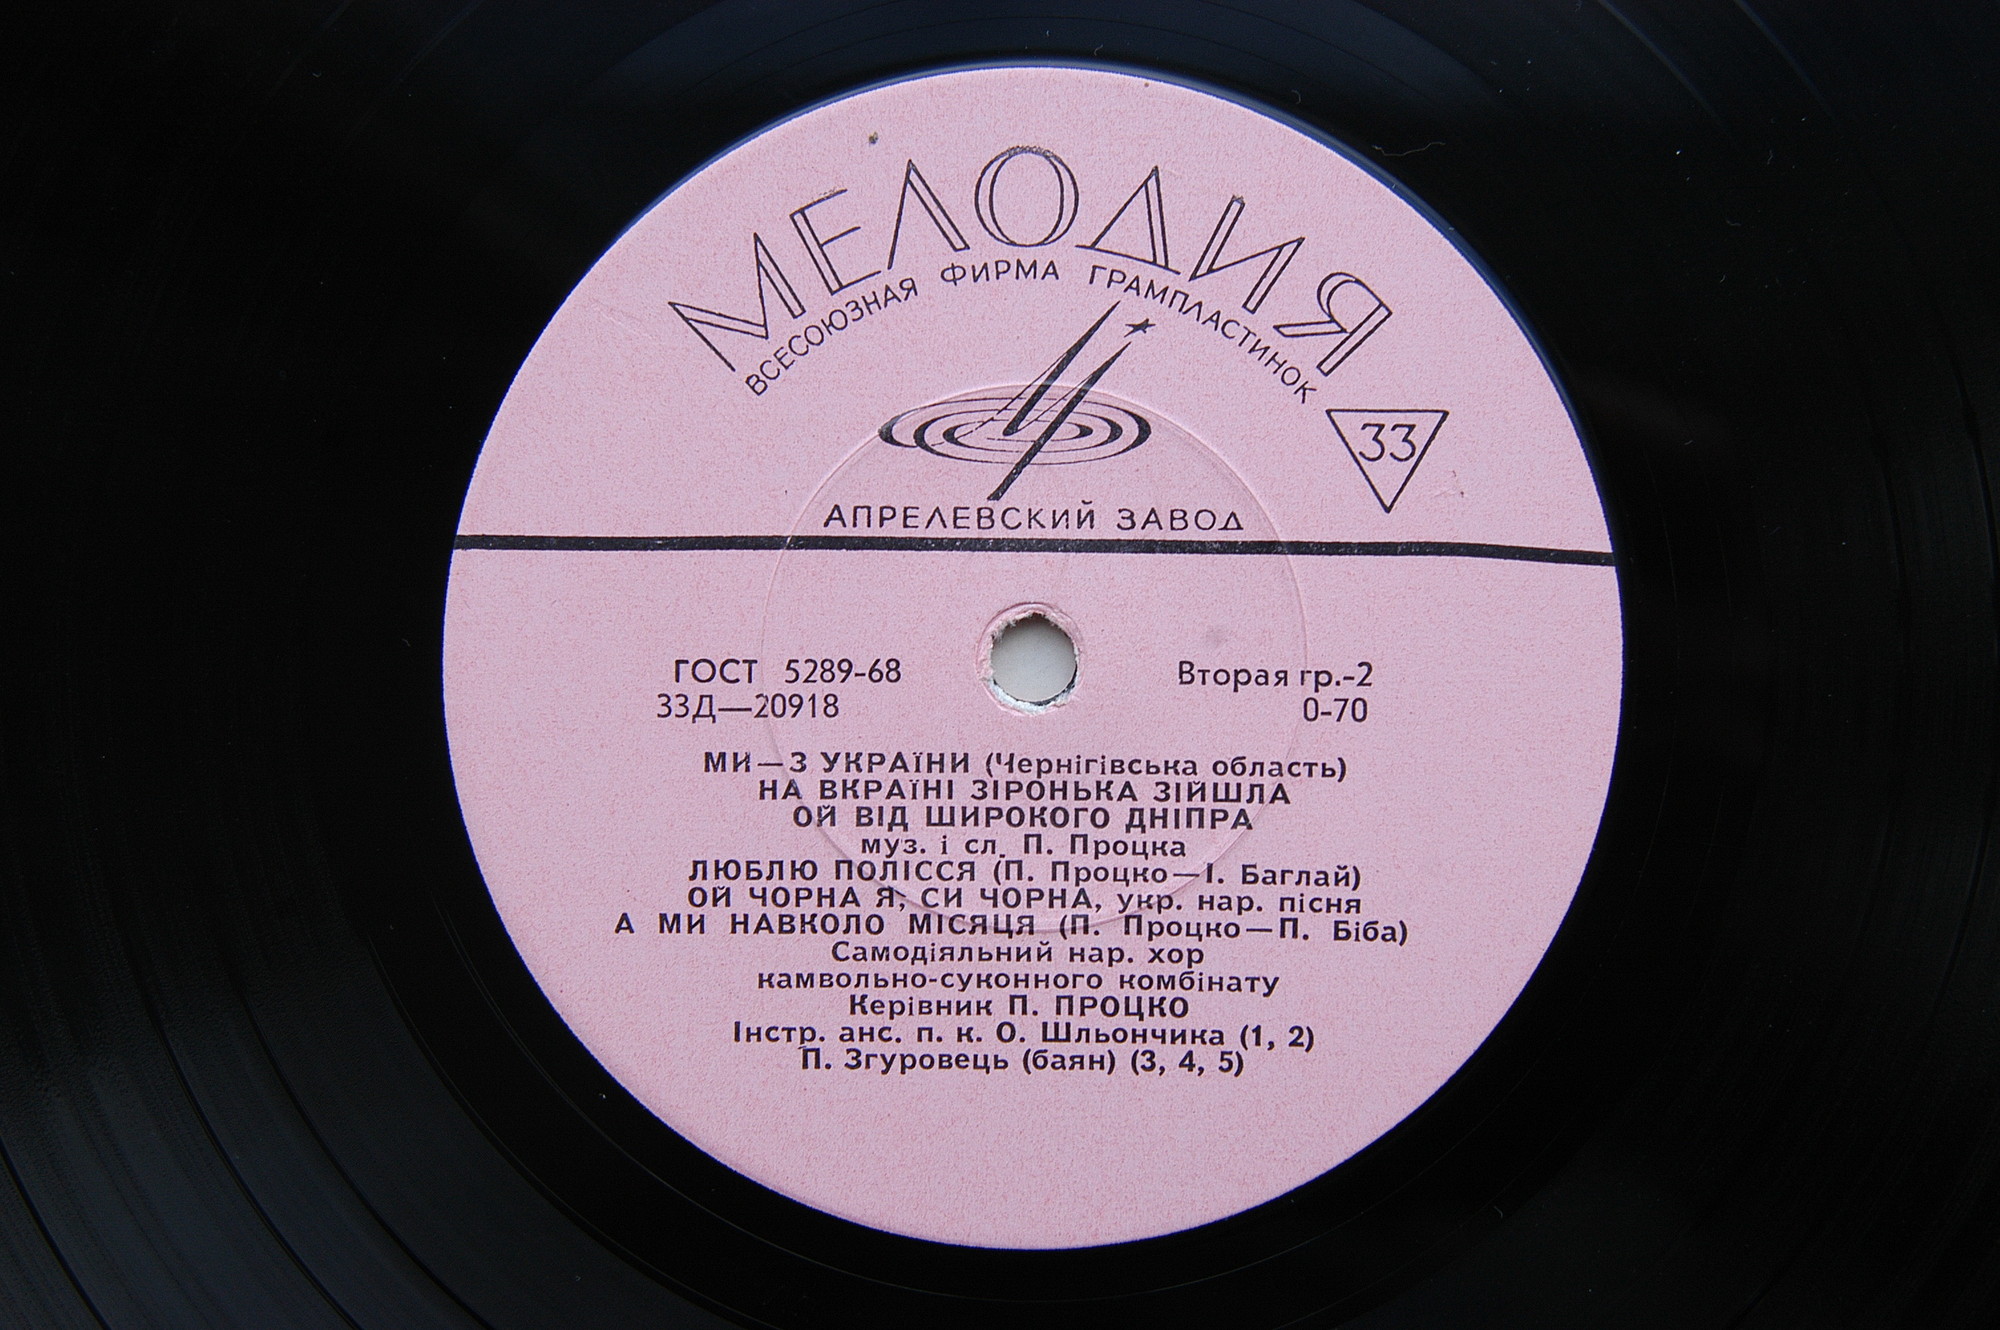 МЕЛОДИЯ
ВСЕСОЮЗНАЯ ФИРМА ГРАМПЛАСТИНОК
33
АПРЕЛЕВСКИЙ ЗАВОД
ГОСТ 5289-68
Вторая гр.-2
33Д—20918
0-70
МИ—З УКРАЇНИ (Чернігівська область)
НА ВКРАЇНІ ЗІРОНЬКА ЗІЙШЛА
ОЙ ВІД ШИРОКОГО ДНІПРА
муз. і сл. П. Процка
ЛЮБЛЮ ПОЛІССЯ (П. Процко—І. Баглай)
ОЙ ЧОРНА Я, СИ ЧОРНА, укр. нар. пісня
А МИ НАВКОЛО МІСЯЦЯ (П. Процко—П. Біба)
Самодіяльний нар. хор
камвольно-суконного комбінату
Керівник П. ПРОЦКО
Інстр. анс. п. к. О. Шльончика (1, 2)
П. Згуровець (баян) (3, 4, 5)